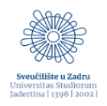 Sveučilište u Zadru
Universitas Studiorum
Jadertina | 1396 | 2002 |